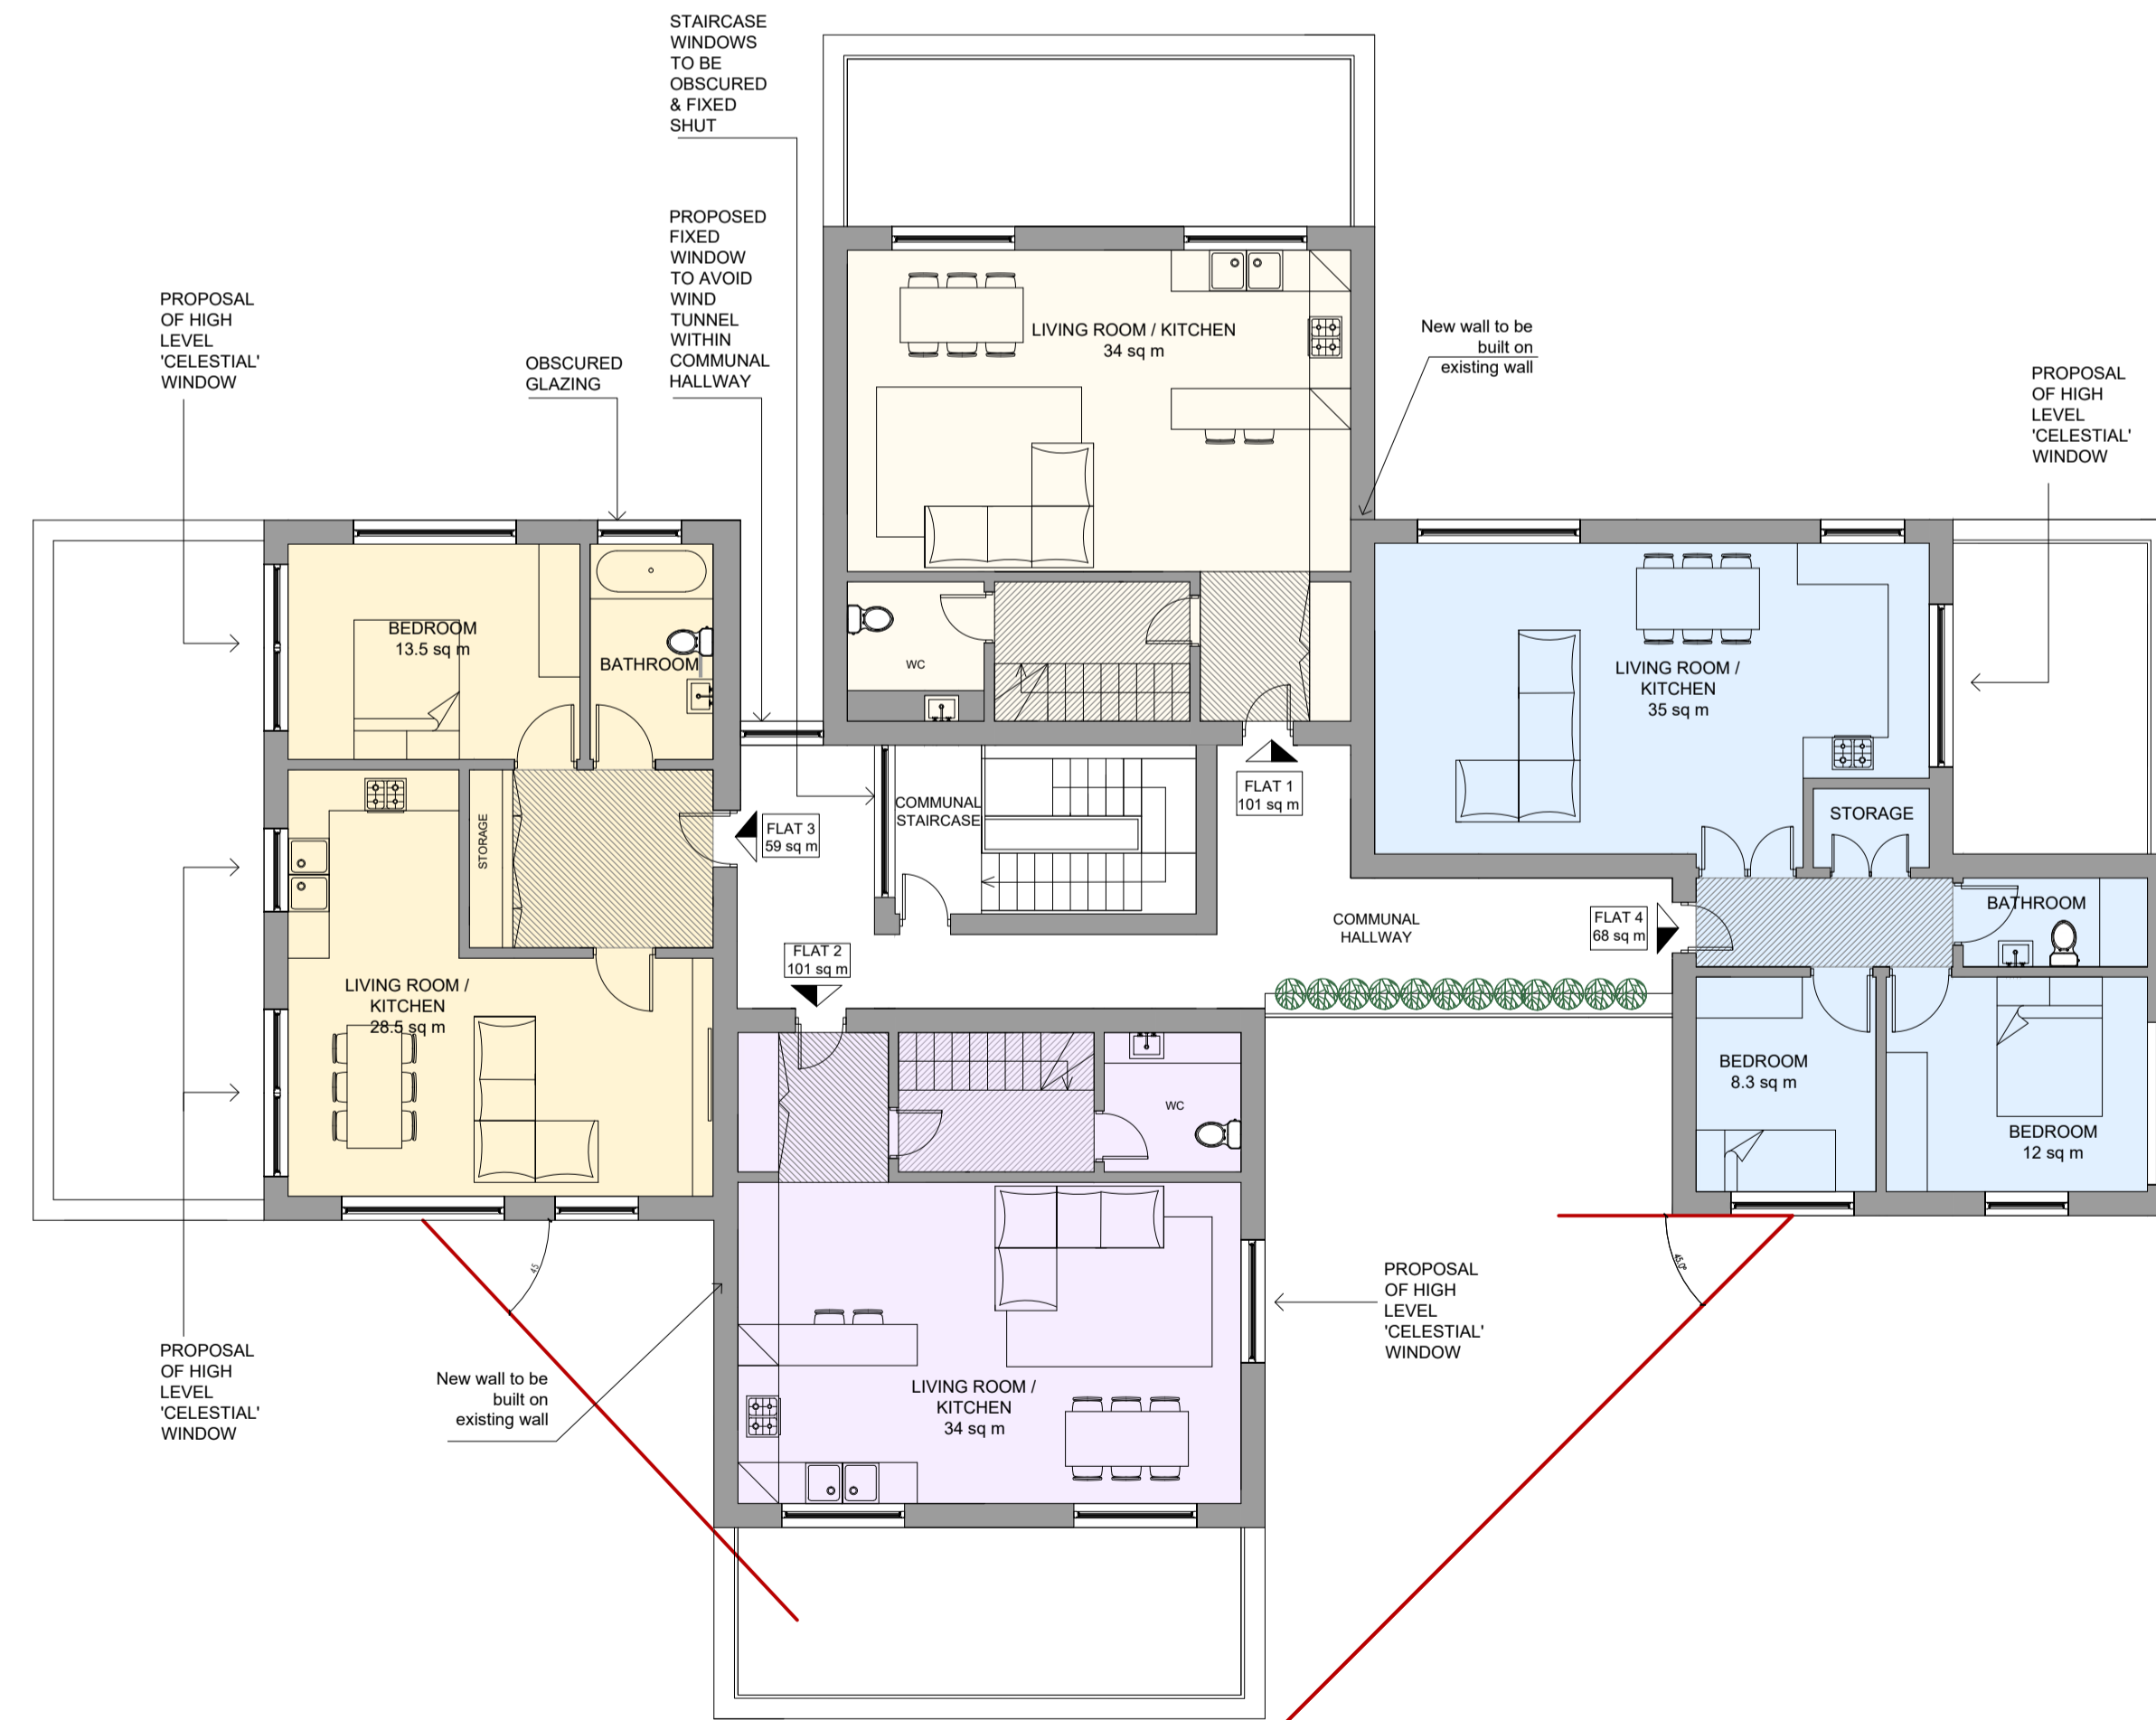 STAIRCASE
WINDOWS
TO BE
OBSCURED
& FIXED
SHUT
PROPOSED
FIXED
WINDOW
TO AVOID
WIND
TUNNEL
WITHIN
COMMUNAL
HALLWAY
PROPOSAL
OF HIGH
LEVEL
'CELESTIAL'
WINDOW
OBSCURED
GLAZING
LIVING ROOM / KITCHEN
34 sq m
New wall to be
built on
existing wall
PROPOSAL
OF HIGH
LEVEL
'CELESTIAL'
WINDOW
BEDROOM
13.5 sq m
BATHROOM
WC
LIVING ROOM /
KITCHEN
35 sq m
STORAGE
FLAT 3
59 sq m
COMMUNAL
STAIRCASE
FLAT 1
101 sq m
STORAGE
FLAT 2
101 sq m
COMMUNAL
HALLWAY
FLAT 4
68 sq m
BATHROOM
LIVING ROOM /
KITCHEN
28.5 sq m
WC
BEDROOM
8.3 sq m
BEDROOM
12 sq m
45
45.0°
PROPOSAL
OF HIGH
LEVEL
'CELESTIAL'
WINDOW
PROPOSAL
OF HIGH
LEVEL
'CELESTIAL'
WINDOW
New wall to be
built on
existing wall
LIVING ROOM /
KITCHEN
34 sq m